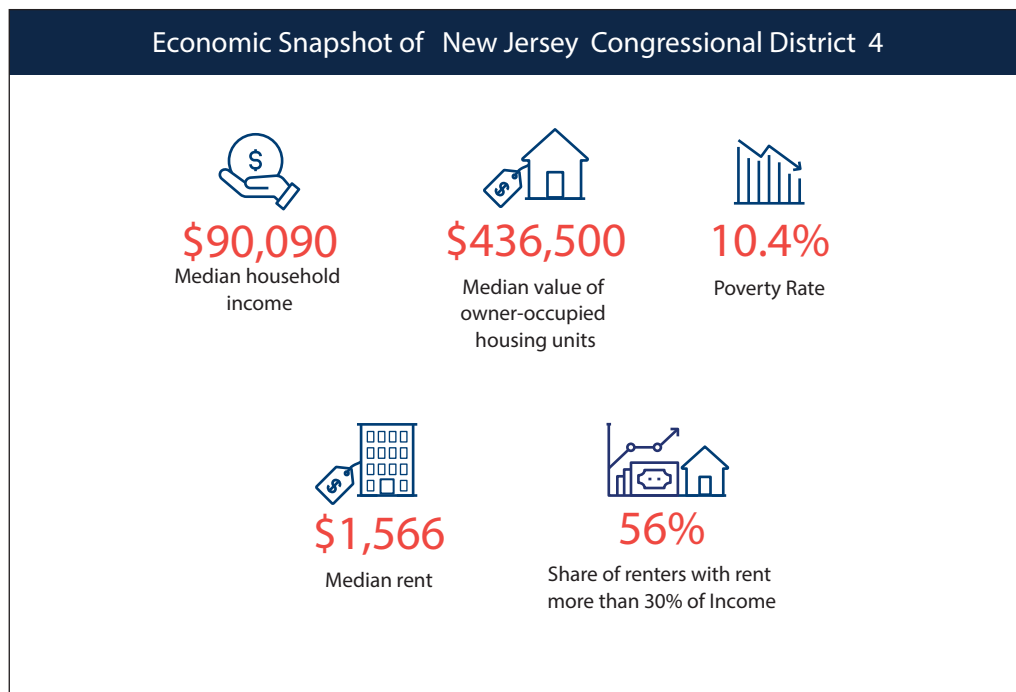 Economic Snapshot of New Jersey Congressional District 4
$
$90,090
Median household
income
$
$436,500
Median value of
owner-occupied
housing units
10.4%
Poverty Rate
$
$1,566
Median rent
56%
Share of renters with rent
more than 30% of Income